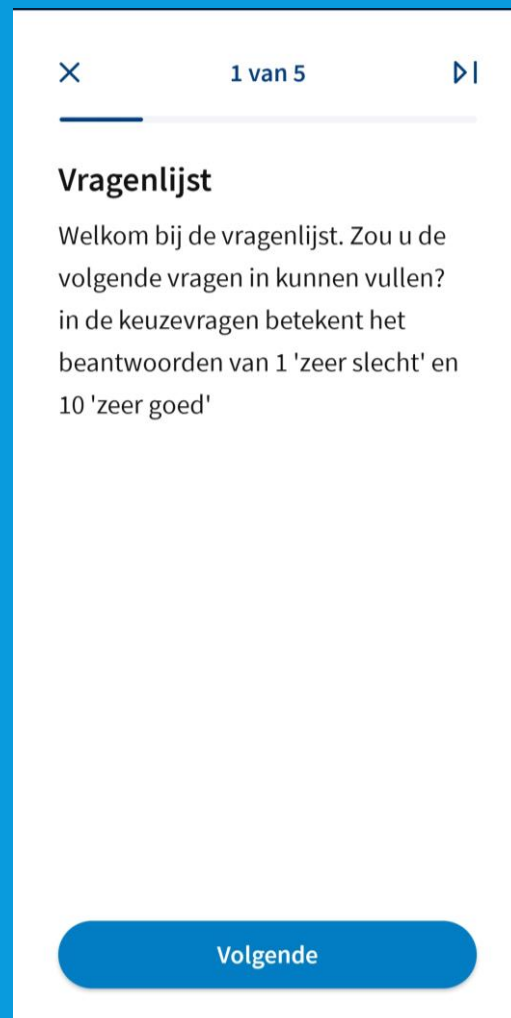 1 van 5
Vragenlijst
Welkom bij de vragenlijst. Zou u de
volgende vragen in kunnen vullen?
in de keuzevragen betekent het
beantwoorden van 1 'zeer slecht' en
10 'zeer goed'
Volgende